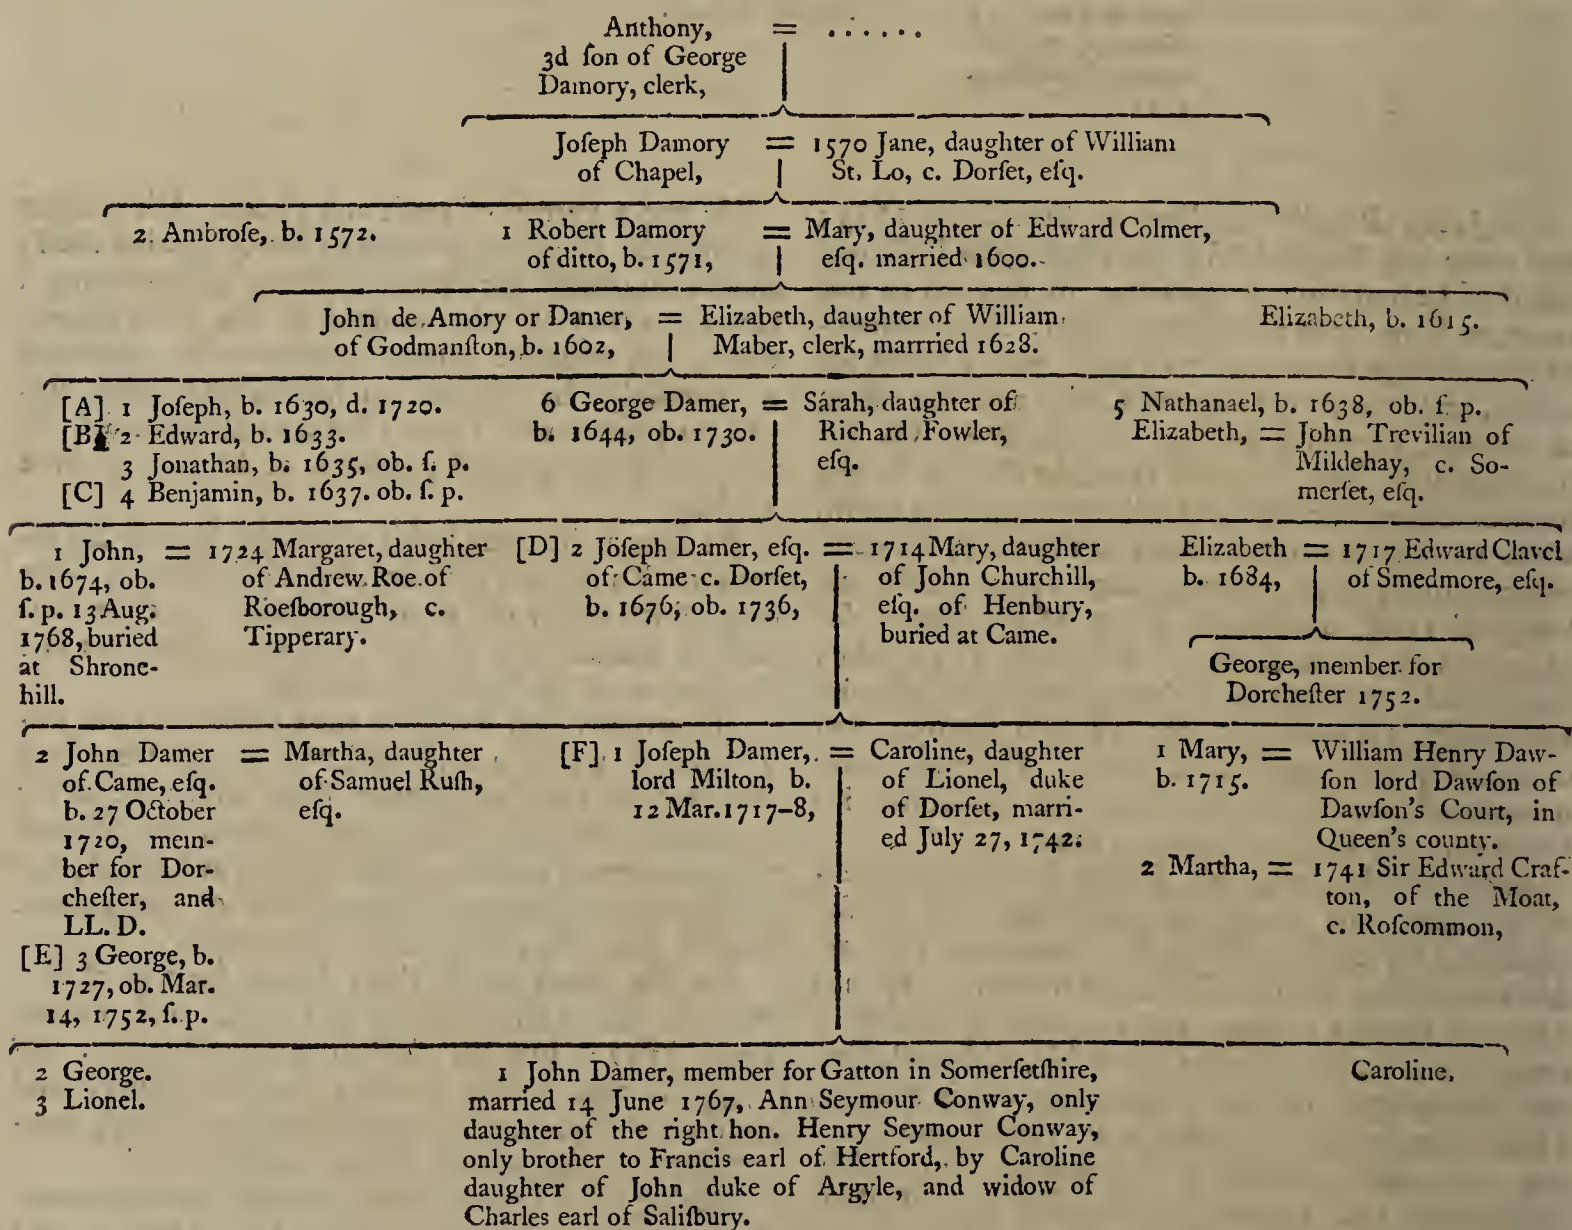 Anthony, = . . . . . .
3d ſon of George
Damory, clerk,
Joſeph Damory = 1570 Jane, daughter of William
of Chapel, St. Lo, c. Dorſet, eſq.
2. Ambroſe, b. 1572.
1 Robert Damory = Mary, daughter of Edward Colmer,
of ditto, b. 1571, eſq. married 1600.
John de Amory or Damer, = Elizabeth, daughter of William
of Godmanſton, b. 1602, Maber, clerk, marrried 1628.
Elizabeth, b. 1615.
[A] 1 Joſeph, b. 1630, d. 1720.
[B] 2 Edward, b. 1633.
3 Jonathan, b. 1635, ob. ſ. p.
[C] 4 Benjamin, b. 1637. ob. ſ. p.
6 George Damer, = Sarah, daughter of
b. 1644, ob. 1730. Richard Fowler,
eſq.
5 Nathanael, b. 1638, ob. ſ. p.
Elizabeth, = John Trevilian of
Mildehay, c. So-
merſet, eſq.
1 John, = 1724 Margaret, daughter
b. 1674, ob. of Andrew Roe of
ſ. p. 13 Aug. Roeſborough, c.
1768, buried Tipperary.
at Shrone-
hill.
[D] 2 Joſeph Damer, eſq. = 1714 Mary, daughter
of Came c. Dorſet, of John Churchill,
b. 1676, ob. 1736, eſq. of Henbury,
buried at Came.
Elizabeth = 1717 Edward Clavel
b. 1684, of Smedmore, eſq.
George, member for
Dorcheſter 1752.
2 John Damer = Martha, daughter
of Came, eſq. of Samuel Ruſh,
b. 27 October eſq.
1720, mem-
ber for Dor-
cheſter, and
LL. D.
[E] 3 George, b.
1727, ob. Mar.
14, 1752, ſ. p.
[F] 1 Joſeph Damer, = Caroline, daughter
lord Milton, b. of Lionel, duke
12 Mar. 1717-8, of Dorſet, marri-
ed July 27, 1742.
1 Mary, = William Henry Daw-
b. 1715. ſon lord Dawſon of
Dawſon's Court, in
Queen's county.
2 Martha, = 1741 Sir Edward Craf-
ton, of the Moat,
c. Roſcommon,
2 George.
3 Lionel.
1 John Damer, member for Gatton in Somerſetſhire,
married 14 June 1767, Ann Seymour Conway, only
daughter of the right hon. Henry Seymour Conway,
only brother to Francis earl of Hertford, by Caroline
daughter of John duke of Argyle, and widow of
Charles earl of Saliſbury.
Caroline.